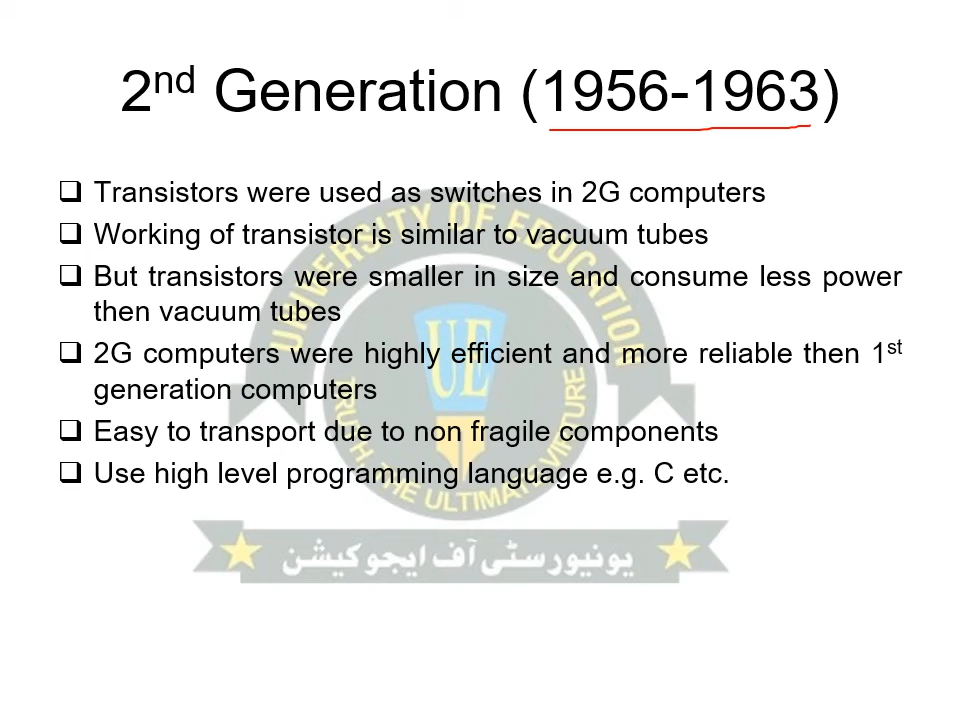 2nd Generation (1956-1963)
❑ Transistors were used as switches in 2G computers
❑ Working of transistor is similar to vacuum tubes
❑ But transistors were smaller in size and consume less power
then vacuum tubes
❑ 2G computers were highly efficient and more reliable then 1st
generation computers
❑ Easy to transport due to non fragile components
❑ Use high level programming language e.g. C etc.
UNIVERSITY OF EDUCATION
UE
TRUTH THE ULTIMATE VIRTUE
یونیورسٹی آف ایجوکیشن